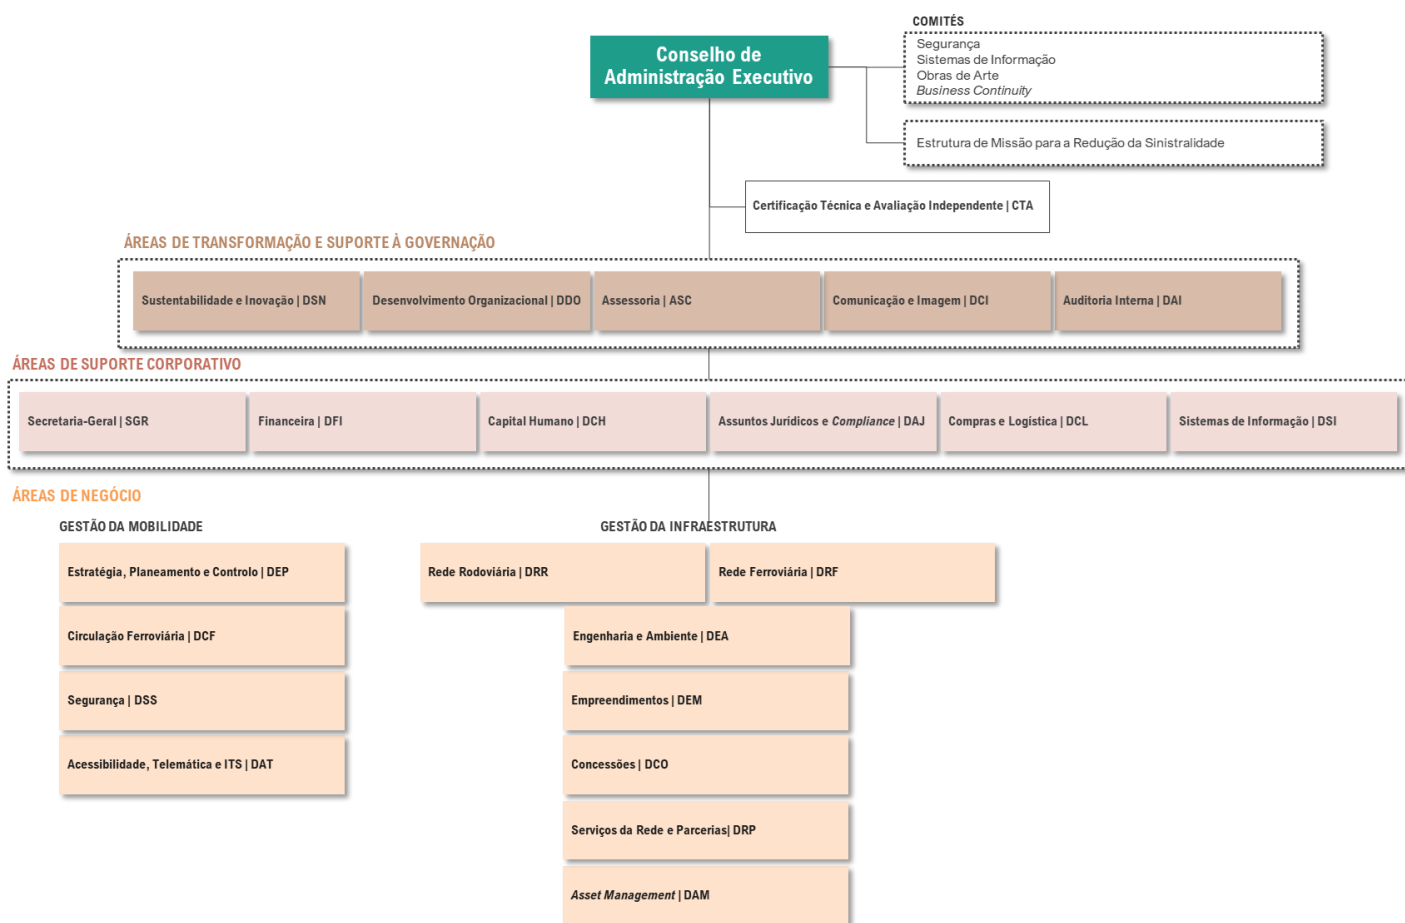 COMITÉS
Conselho de
Administração Executivo
Segurança
Sistemas de Informação
Obras de Arte
Business Continuity
Estrutura de Missão para a Redução da Sinistralidade
Certificação Técnica e Avaliação Independente | CTA
ÁREAS DE TRANSFORMAÇÃO E SUPORTE À GOVERNAÇÃO
Sustentabilidade e Inovação | DSN
Desenvolvimento Organizacional | DDO
Assessoria | ASC
Comunicação e Imagem | DCI
Auditoria Interna | DAI
ÁREAS DE SUPORTE CORPORATIVO
Secretaria-Geral | SGR
Financeira | DFI
Capital Humano | DCH
Assuntos Jurídicos e Compliance | DAJ
Compras e Logística | DCL
Sistemas de Informação | DSI
ÁREAS DE NEGÓCIO
GESTÃO DA MOBILIDADE
Estratégia, Planeamento e Controlo | DEP
Circulação Ferroviária | DCF
Segurança | DSS
Acessibilidade, Telemática e ITS | DAT
GESTÃO DA INFRAESTRUTURA
Rede Rodoviária | DRR
Rede Ferroviária | DRF
Engenharia e Ambiente | DEA
Empreendimentos | DEM
Concessões | DCO
Serviços da Rede e Parcerias| DRP
Asset Management | DAM